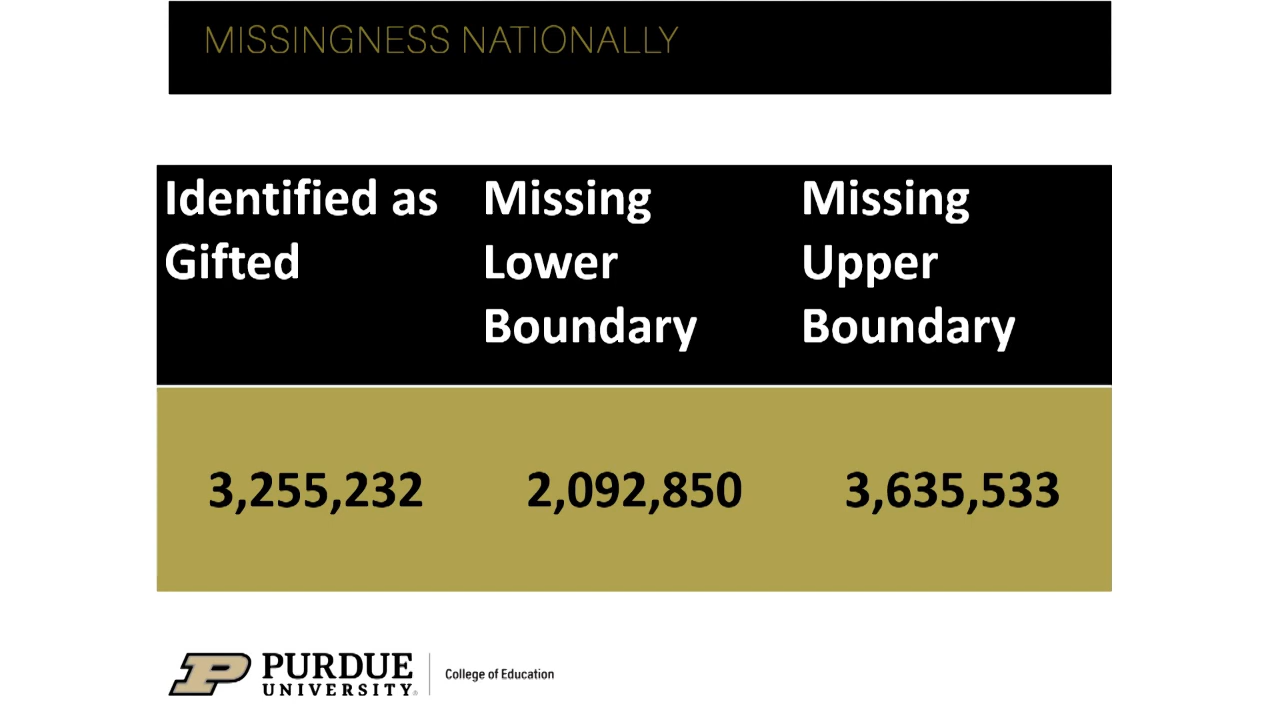 MISSINGNESS NATIONALLY
Identified as Gifted
Missing Lower Boundary
Missing Upper Boundary
3,255,232 2,092,850 3,635,533
PURDUE UNIVERSITY®
College of Education